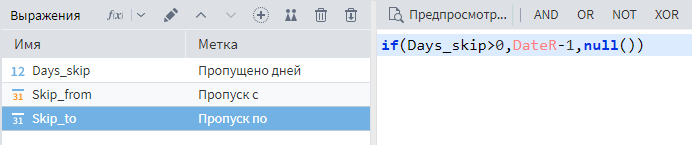 Выражения f(x)
Предпросмотр... AND OR NOT XOR
Имя Метка
if(Days_skip>0,DateR-1,null())
12 Days_skip Пропущено дней
31 Skip_from Пропуск с
31 Skip_to Пропуск по